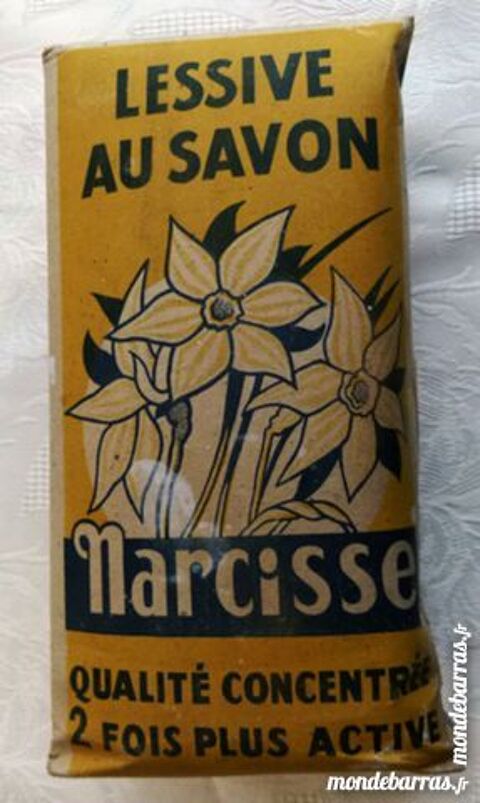 LESSIVE
AU SAVON
Narcisse
QUALITÉ CONCENTRÉE
2 FOIS PLUS ACTIVE
mondebarras.fr
mondebarras.fr